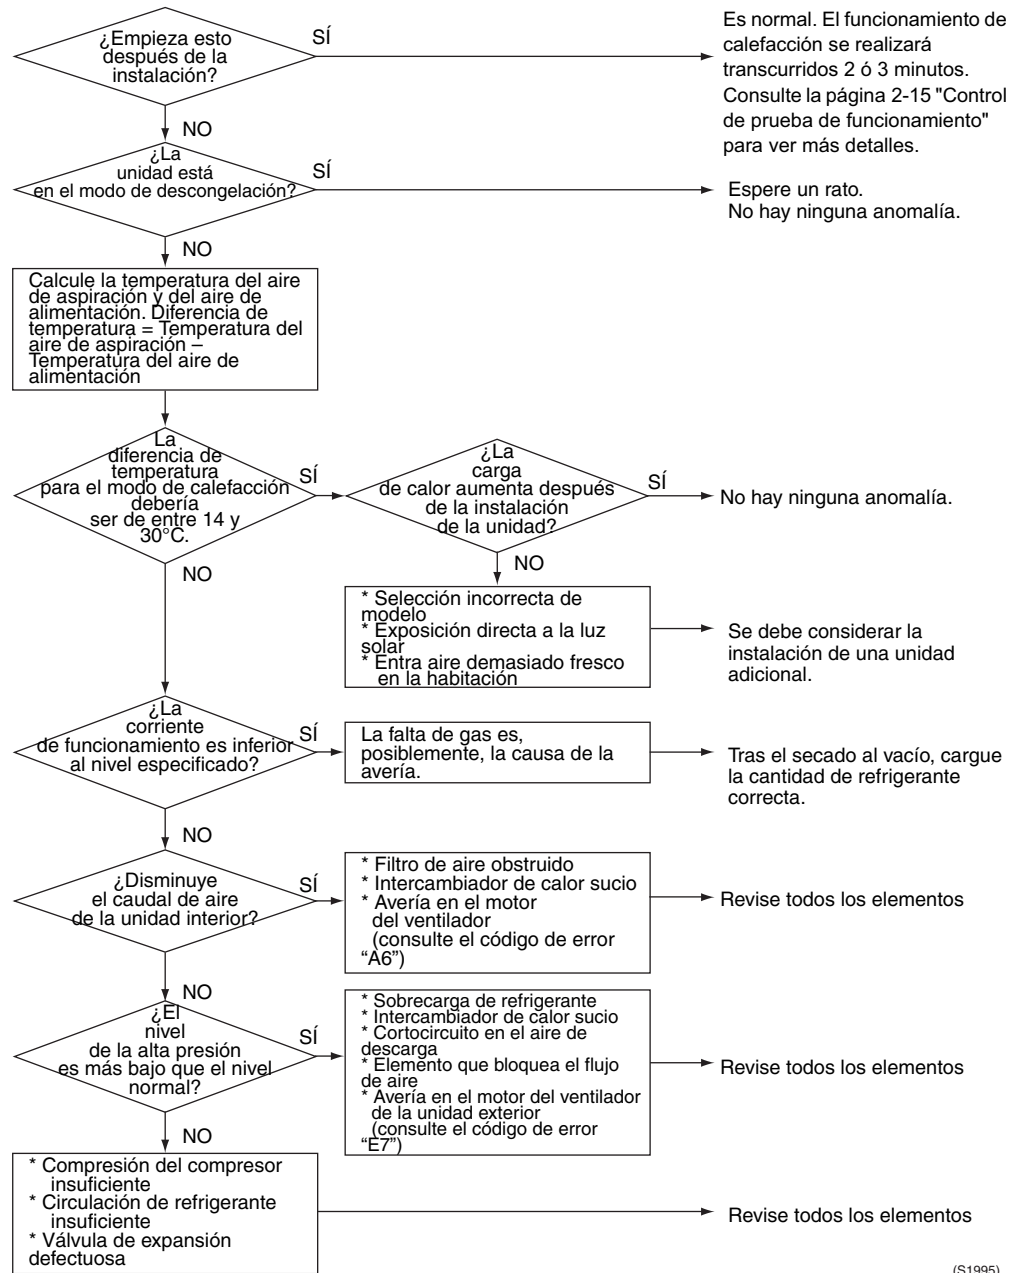 ¿Empieza esto
después de la
instalación?
SÍ
Es normal. El funcionamiento de
calefacción se realizará
transcurridos 2 ó 3 minutos.
Consulte la página 2-15 "Control
de prueba de funcionamiento"
para ver más detalles.
NO
¿La
unidad está
en el modo de descongelación?
SÍ
Espere un rato.
No hay ninguna anomalía.
NO
Calcule la temperatura del aire
de aspiración y del aire de
alimentación. Diferencia de
temperatura = Temperatura del
aire de aspiración –
Temperatura del aire de
alimentación
La
diferencia de
temperatura
para el modo de calefacción
debería
ser de entre 14 y
30°C.
SÍ
¿La
carga
de calor aumenta después
de la instalación
de la unidad?
SÍ
No hay ninguna anomalía.
NO
NO
* Selección incorrecta de
modelo
* Exposición directa a la luz
solar
* Entra aire demasiado fresco
en la habitación
Se debe considerar la
instalación de una unidad
adicional.
¿La
corriente
de funcionamiento es inferior
al nivel especificado?
SÍ
La falta de gas es,
posiblemente, la causa de la
avería.
Tras el secado al vacío, cargue
la cantidad de refrigerante
correcta.
NO
¿Disminuye
el caudal de aire
de la unidad interior?
SÍ
* Filtro de aire obstruido
* Intercambiador de calor sucio
* Avería en el motor
del ventilador
(consulte el código de error
“A6”)
Revise todos los elementos
NO
¿El
nivel
de la alta presión
es más bajo que el nivel
normal?
SÍ
* Sobrecarga de refrigerante
* Intercambiador de calor sucio
* Cortocircuito en el aire de
descarga
* Elemento que bloquea el flujo
de aire
* Avería en el motor del ventilador
de la unidad exterior
(consulte el código de error
“E7”)
Revise todos los elementos
NO
* Compresión del compresor
insuficiente
* Circulación de refrigerante
insuficiente
* Válvula de expansión
defectuosa
Revise todos los elementos
(S1995)